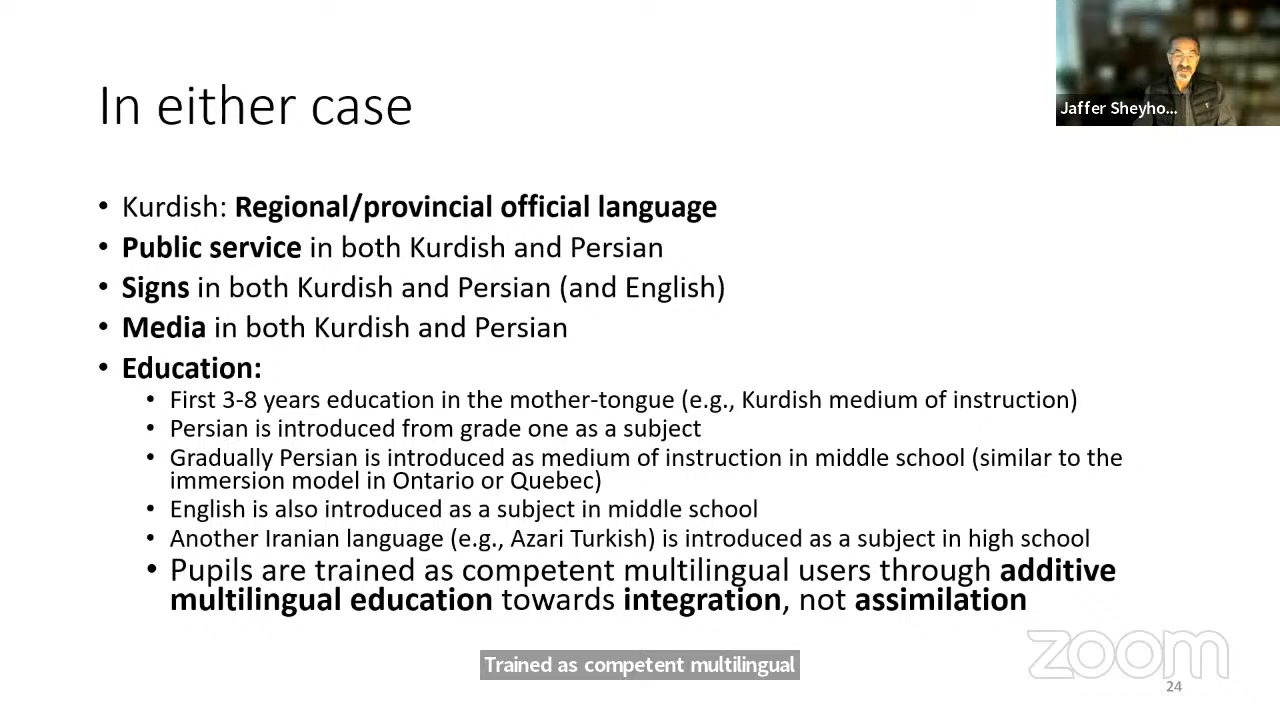 In either case
Jaffer Sheyho...
• Kurdish: Regional/provincial official language
• Public service in both Kurdish and Persian
• Signs in both Kurdish and Persian (and English)
• Media in both Kurdish and Persian
• Education:
• First 3-8 years education in the mother-tongue (e.g., Kurdish medium of instruction)
• Persian is introduced from grade one as a subject
• Gradually Persian is introduced as medium of instruction in middle school (similar to the
immersion model in Ontario or Quebec)
• English is also introduced as a subject in middle school
• Another Iranian language (e.g., Azari Turkish) is introduced as a subject in high school
• Pupils are trained as competent multilingual users through additive
multilingual education towards integration, not assimilation
zoom
Trained as competent multilingual
24